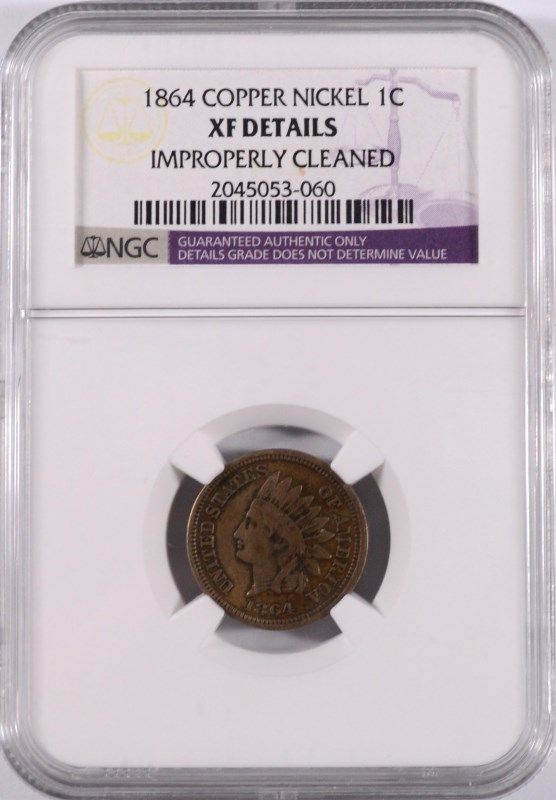 1864 COPPER NICKEL 1C
XF DETAILS
IMPROPERLY CLEANED
2045053-060
NGC
GUARANTEED AUTHENTIC ONLY
DETAILS GRADE DOES NOT DETERMINE VALUE
UNITED STATES OF AMERICA
1864